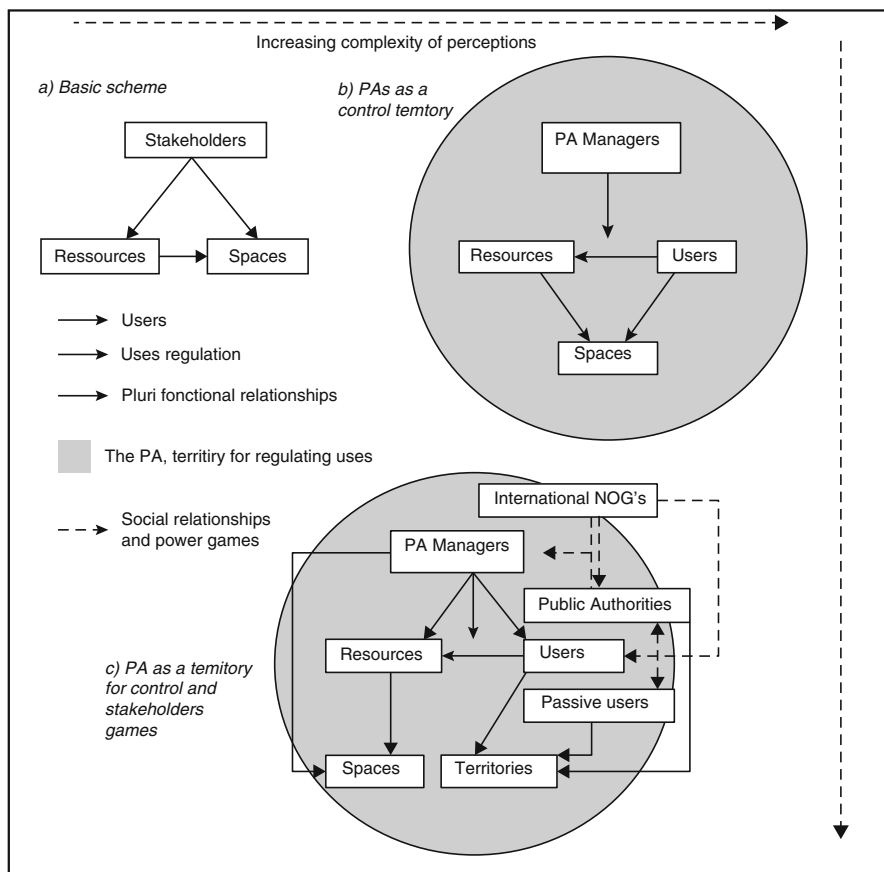 Increasing complexity of perceptions
a) Basic scheme
Stakeholders
Ressources
Spaces
b) PAs as a
control temtory
PA Managers
Resources
Users
Spaces
Users
Uses regulation
Pluri fonctional relationships
The PA, territiry for regulating uses
Social relationships
and power games
c) PA as a temitory
for control and
stakeholders
games
International NOG's
PA Managers
Public Authorities
Resources
Users
Passive users
Spaces
Territories